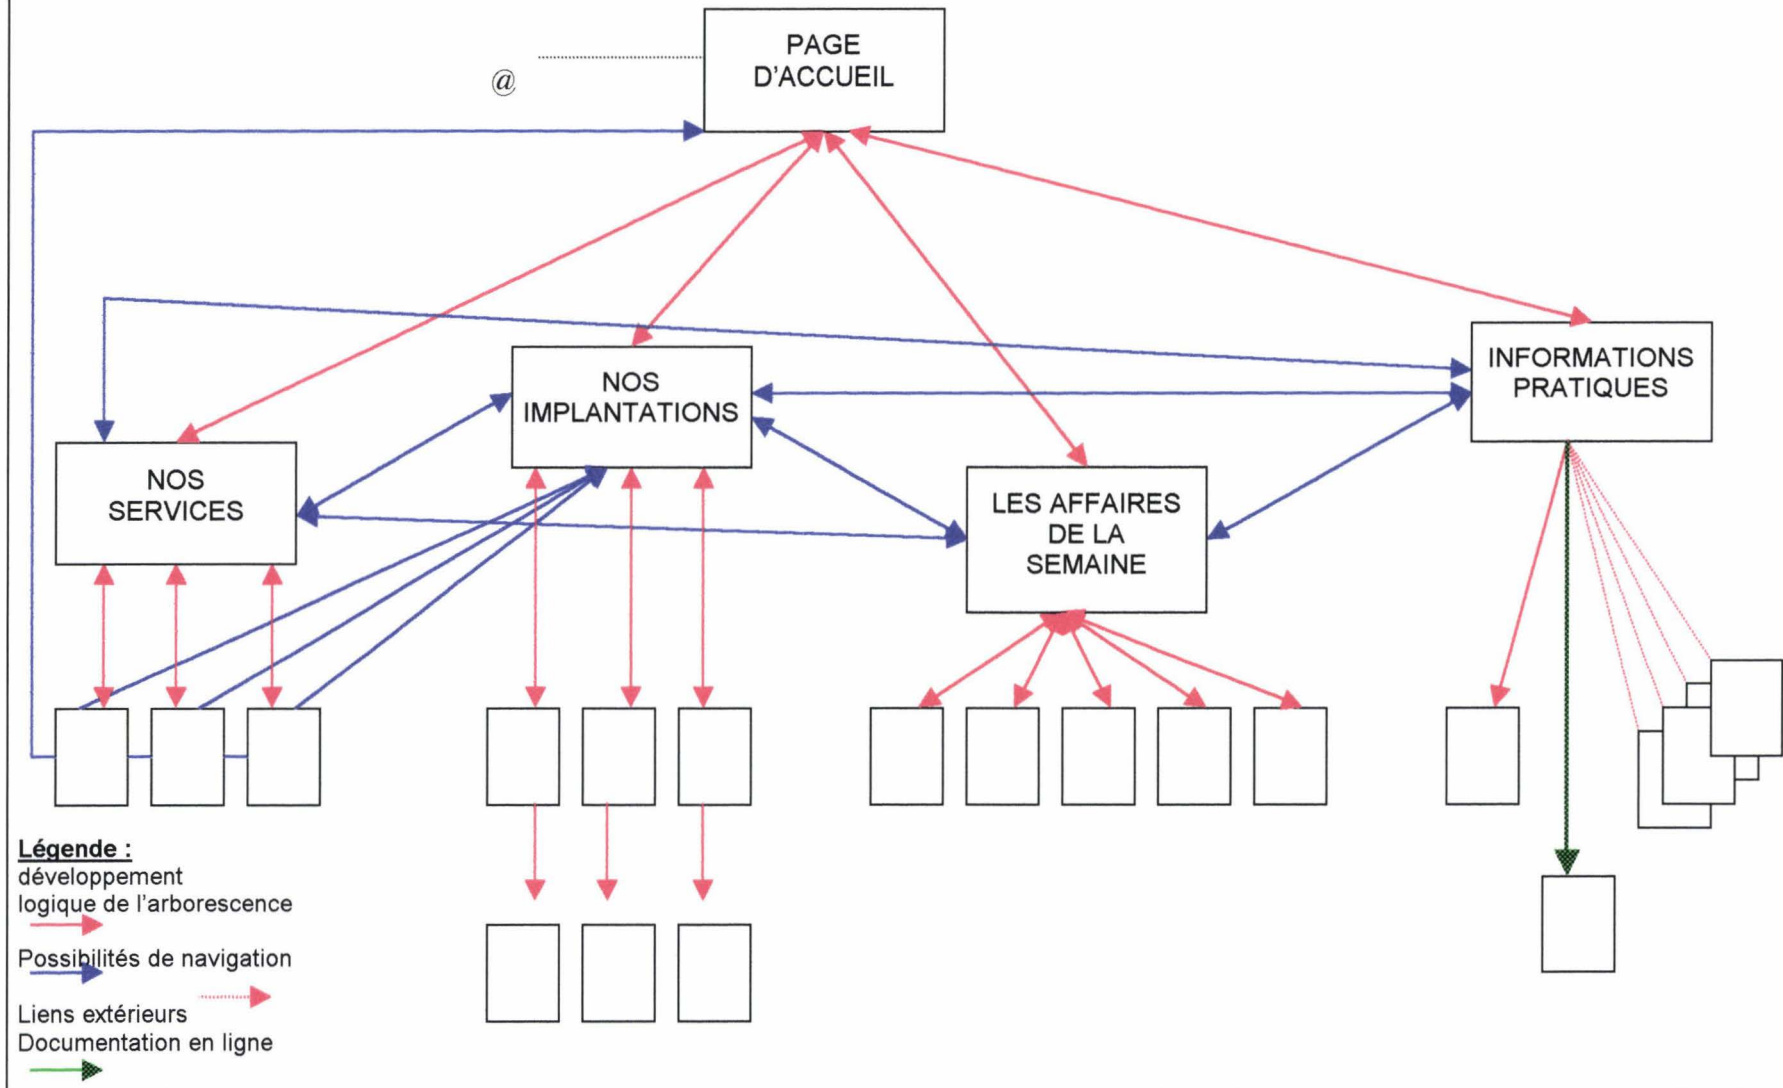 PAGE
D'ACCUEIL
@
INFORMATIONS
PRATIQUES
NOS
IMPLANTATIONS
NOS
SERVICES
LES AFFAIRES
DE LA
SEMAINE
Légende :
développement
logique de l'arborescence
Possibilités de navigation
Liens extérieurs
Documentation en ligne